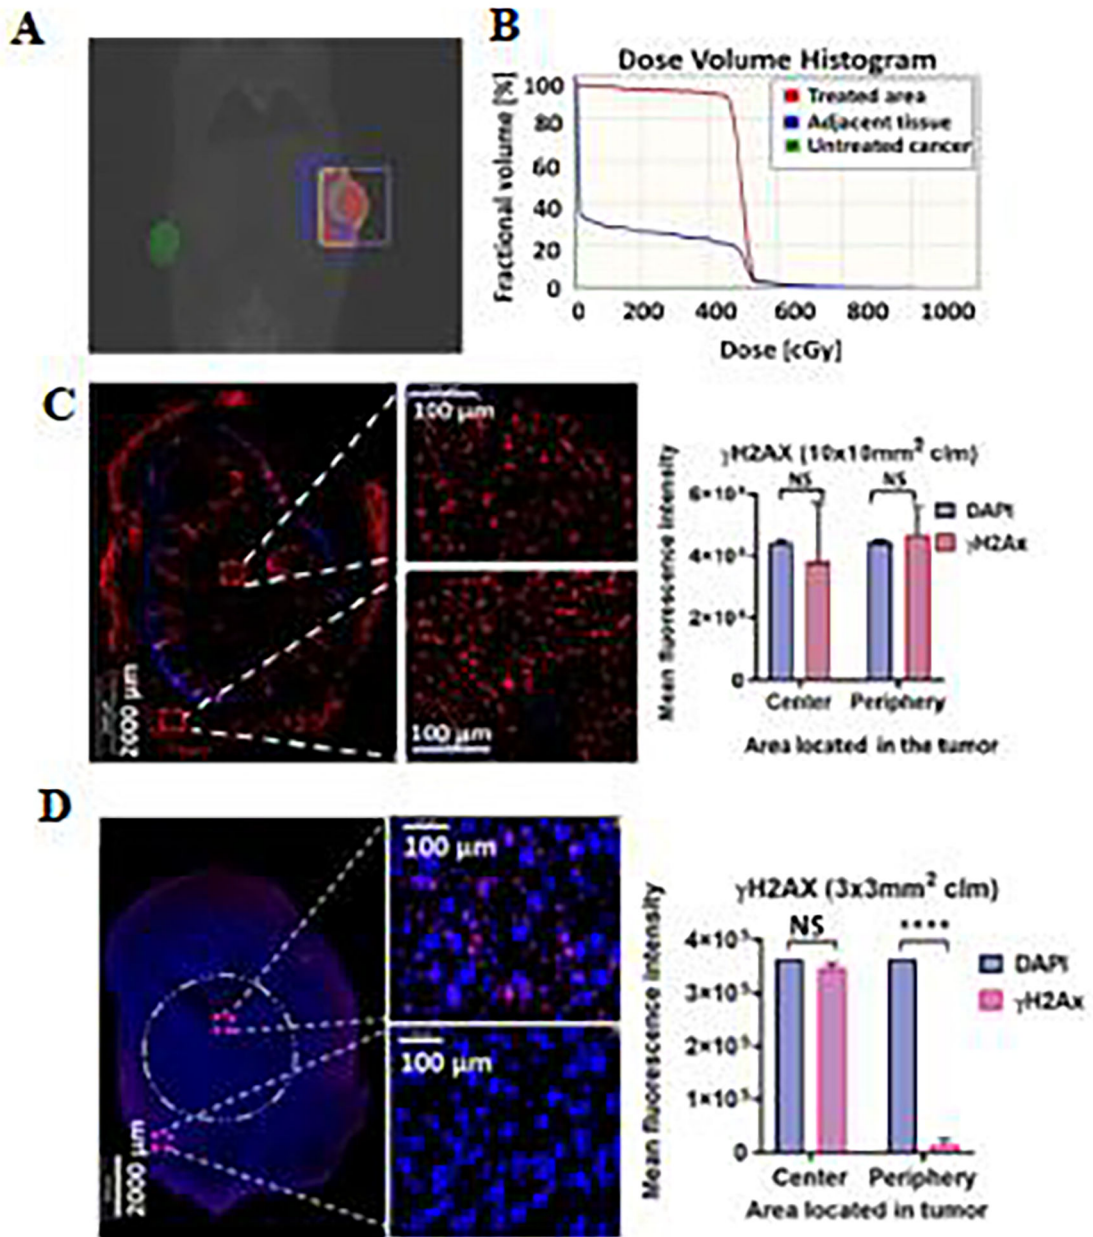 A
B
Dose Volume Histogram
Fractional volume [%]
100
80
60
40
20
0
Treated area
Adjacent tissue
Untreated cancer
0 200 400 600 800 1000
Dose [cGy]
C
2000 µm
100 µm
100 µm
γH2AX (10x10mm² clm)
Mean fluorescence intensity
0
NS NS
DAPI
γH2Ax
Center Periphery
Area located in the tumor
D
2000 µm
100 µm
100 µm
γH2AX (3x3mm² clm)
Mean fluorescence intensity
0
NS ****
DAPI
γH2Ax
Center Periphery
Area located in tumor